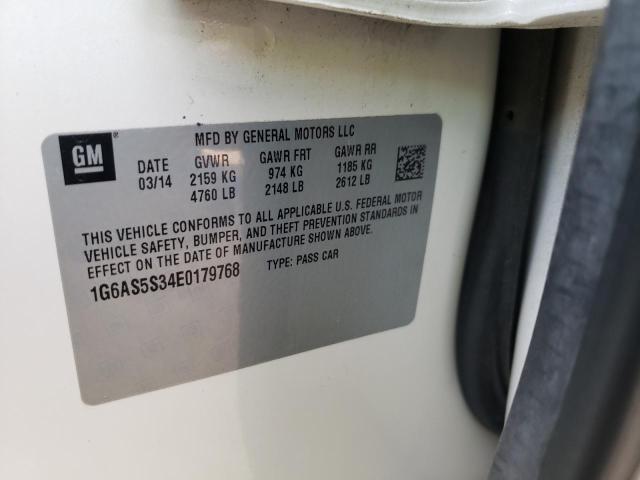 MFD BY GENERAL MOTORS LLC
GM®
DATE GVWR GAWR FRT GAWR RR
03/14 2159 KG 974 KG 1185 KG
4760 LB 2148 LB 2612 LB
THIS VEHICLE CONFORMS TO ALL APPLICABLE U.S. FEDERAL MOTOR
VEHICLE SAFETY, BUMPER, AND THEFT PREVENTION STANDARDS IN
EFFECT ON THE DATE OF MANUFACTURE SHOWN ABOVE.
1G6AS5S34E0179768 TYPE: PASS CAR